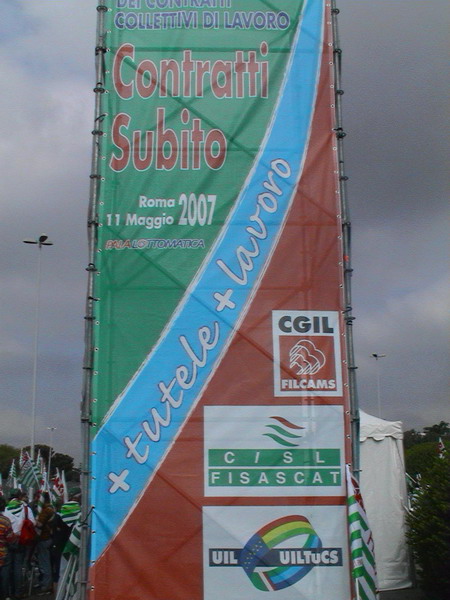 DEI CONTRATTI
COLLETTIVI DI LAVORO
Contratti
Subito
Roma
11 Maggio 2007
PALALOTTOMATICA
+ tutele + lavoro
CGIL
FILCAMS
CISL
FISASCAT
UIL UILTuCS